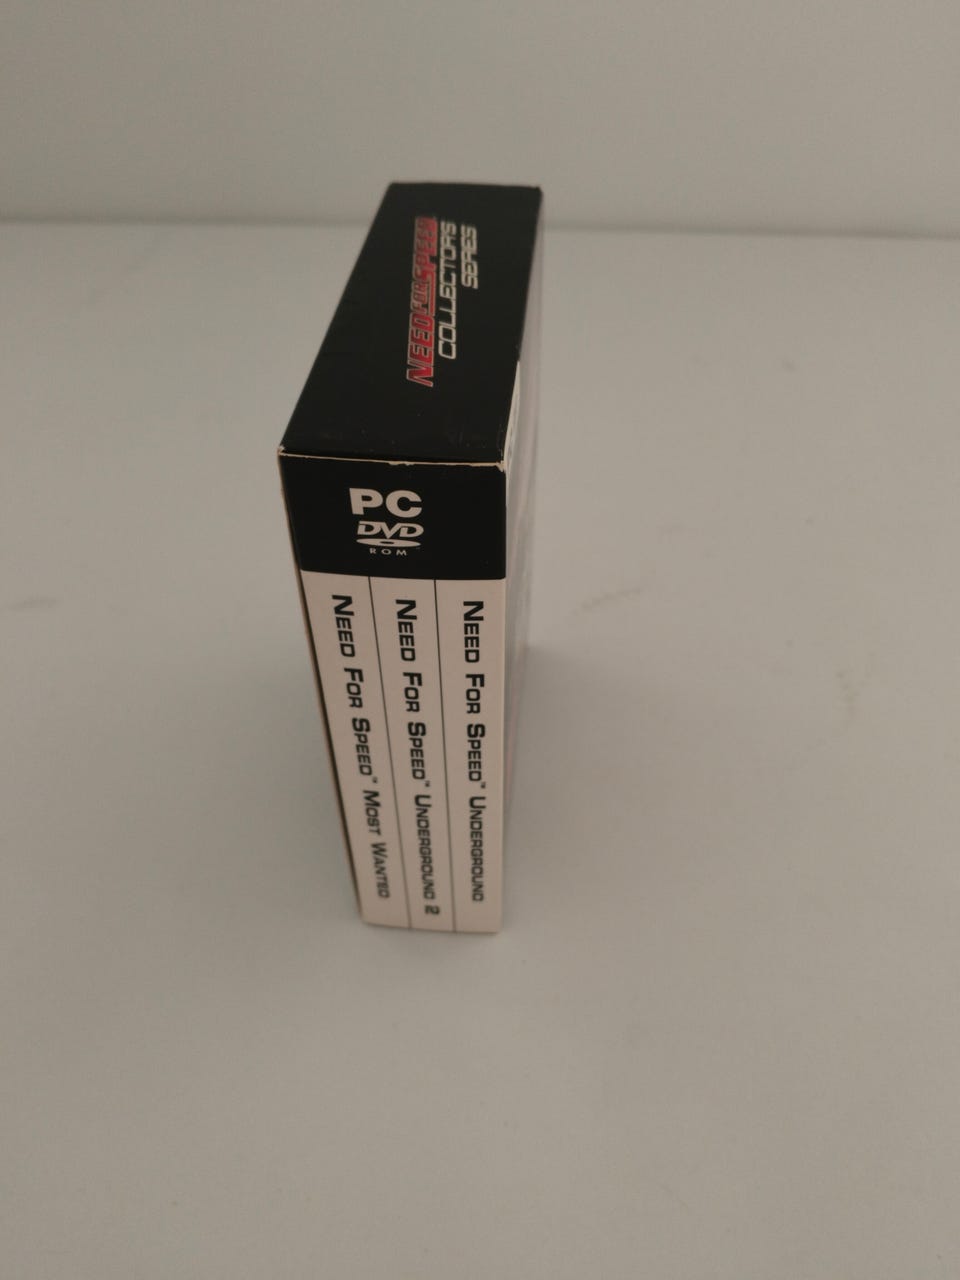 NEED FOR SPEED
COLLECTOR'S
SERIES
PC
DVD
ROM
NEED FOR SPEED™ UNDERGROUND
NEED FOR SPEED™ UNDERGROUND 2
NEED FOR SPEED™ MOST WANTED